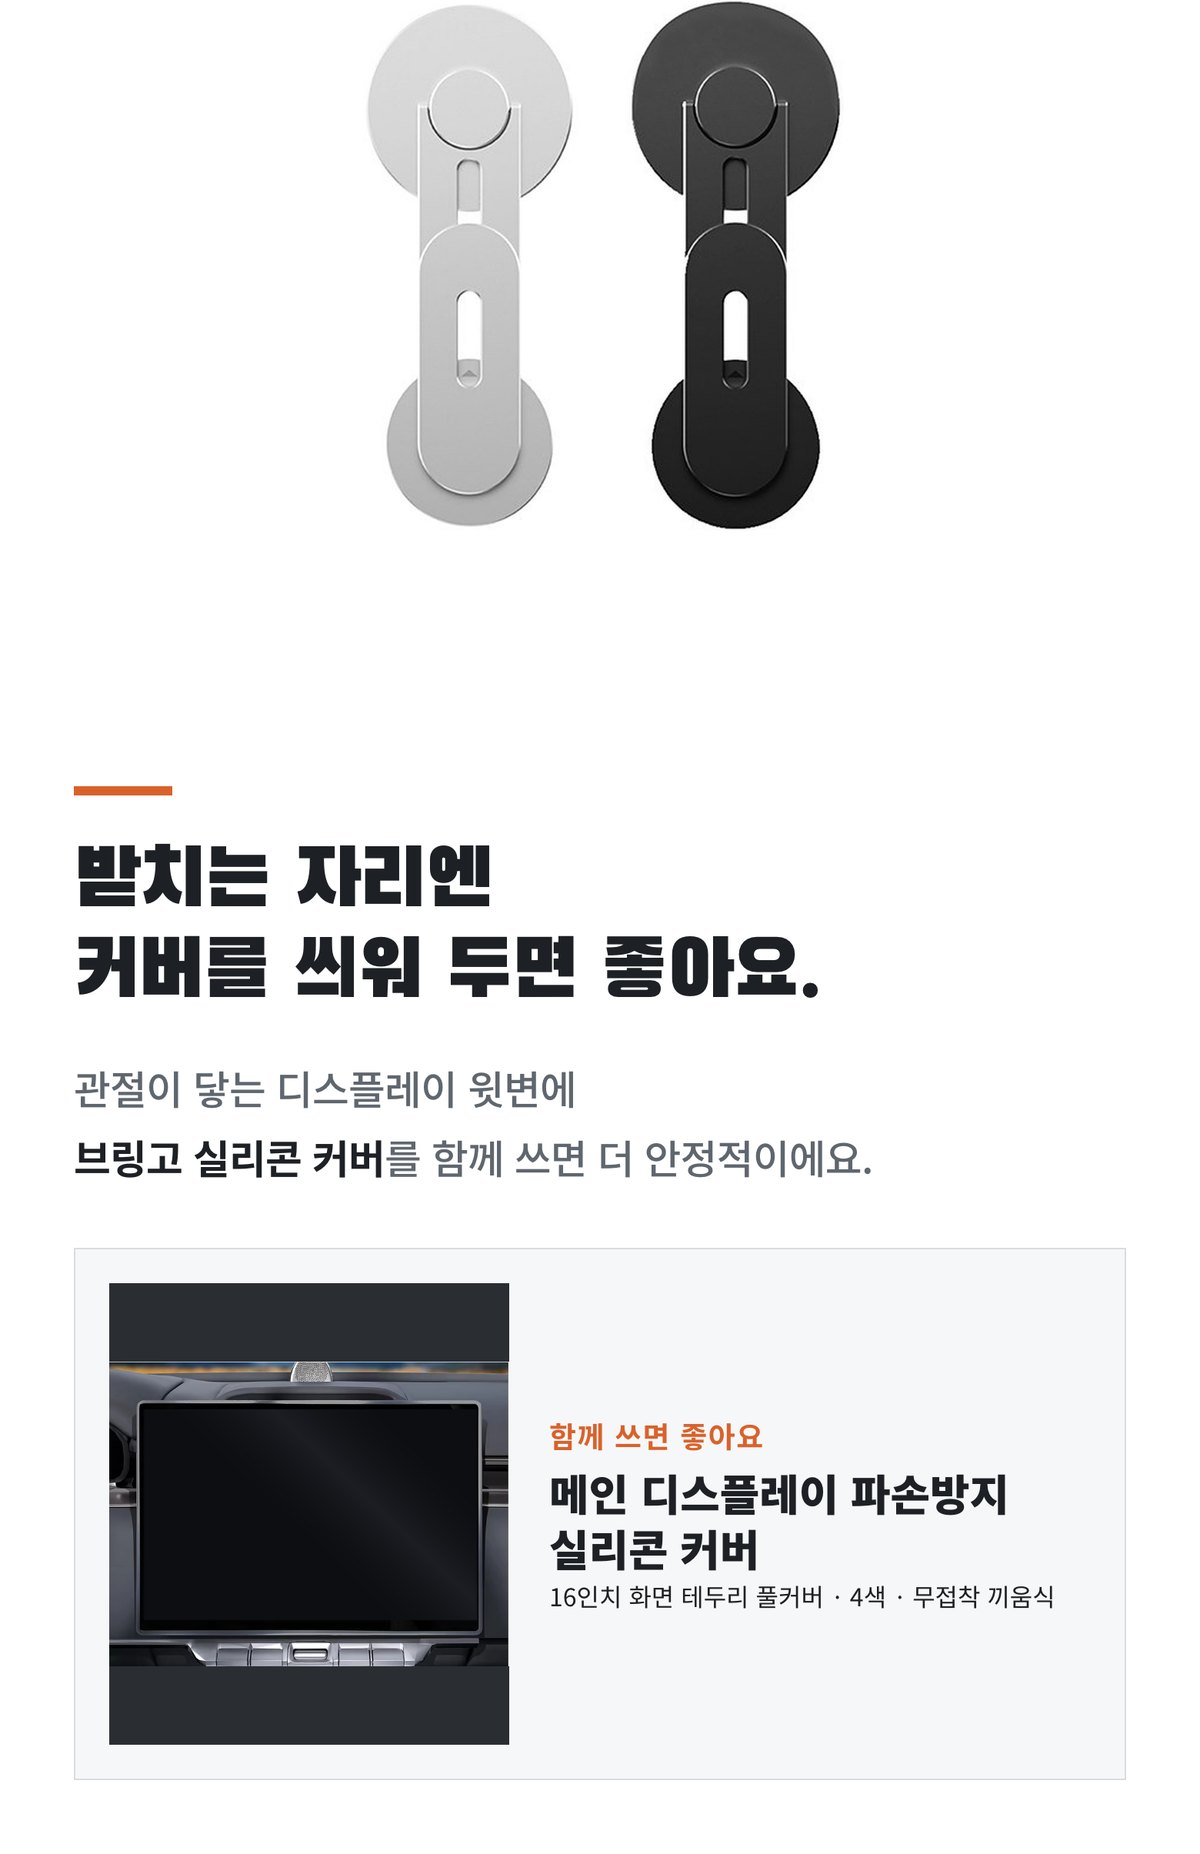 받치는 자리엔
커버를 씌워 두면 좋아요.
관절이 닿는 디스플레이 윗변에
브링고 실리콘 커버를 함께 쓰면 더 안정적이에요.
함께 쓰면 좋아요
메인 디스플레이 파손방지
실리콘 커버
16인치 화면 테두리 풀커버 · 4색 · 무접착 끼움식